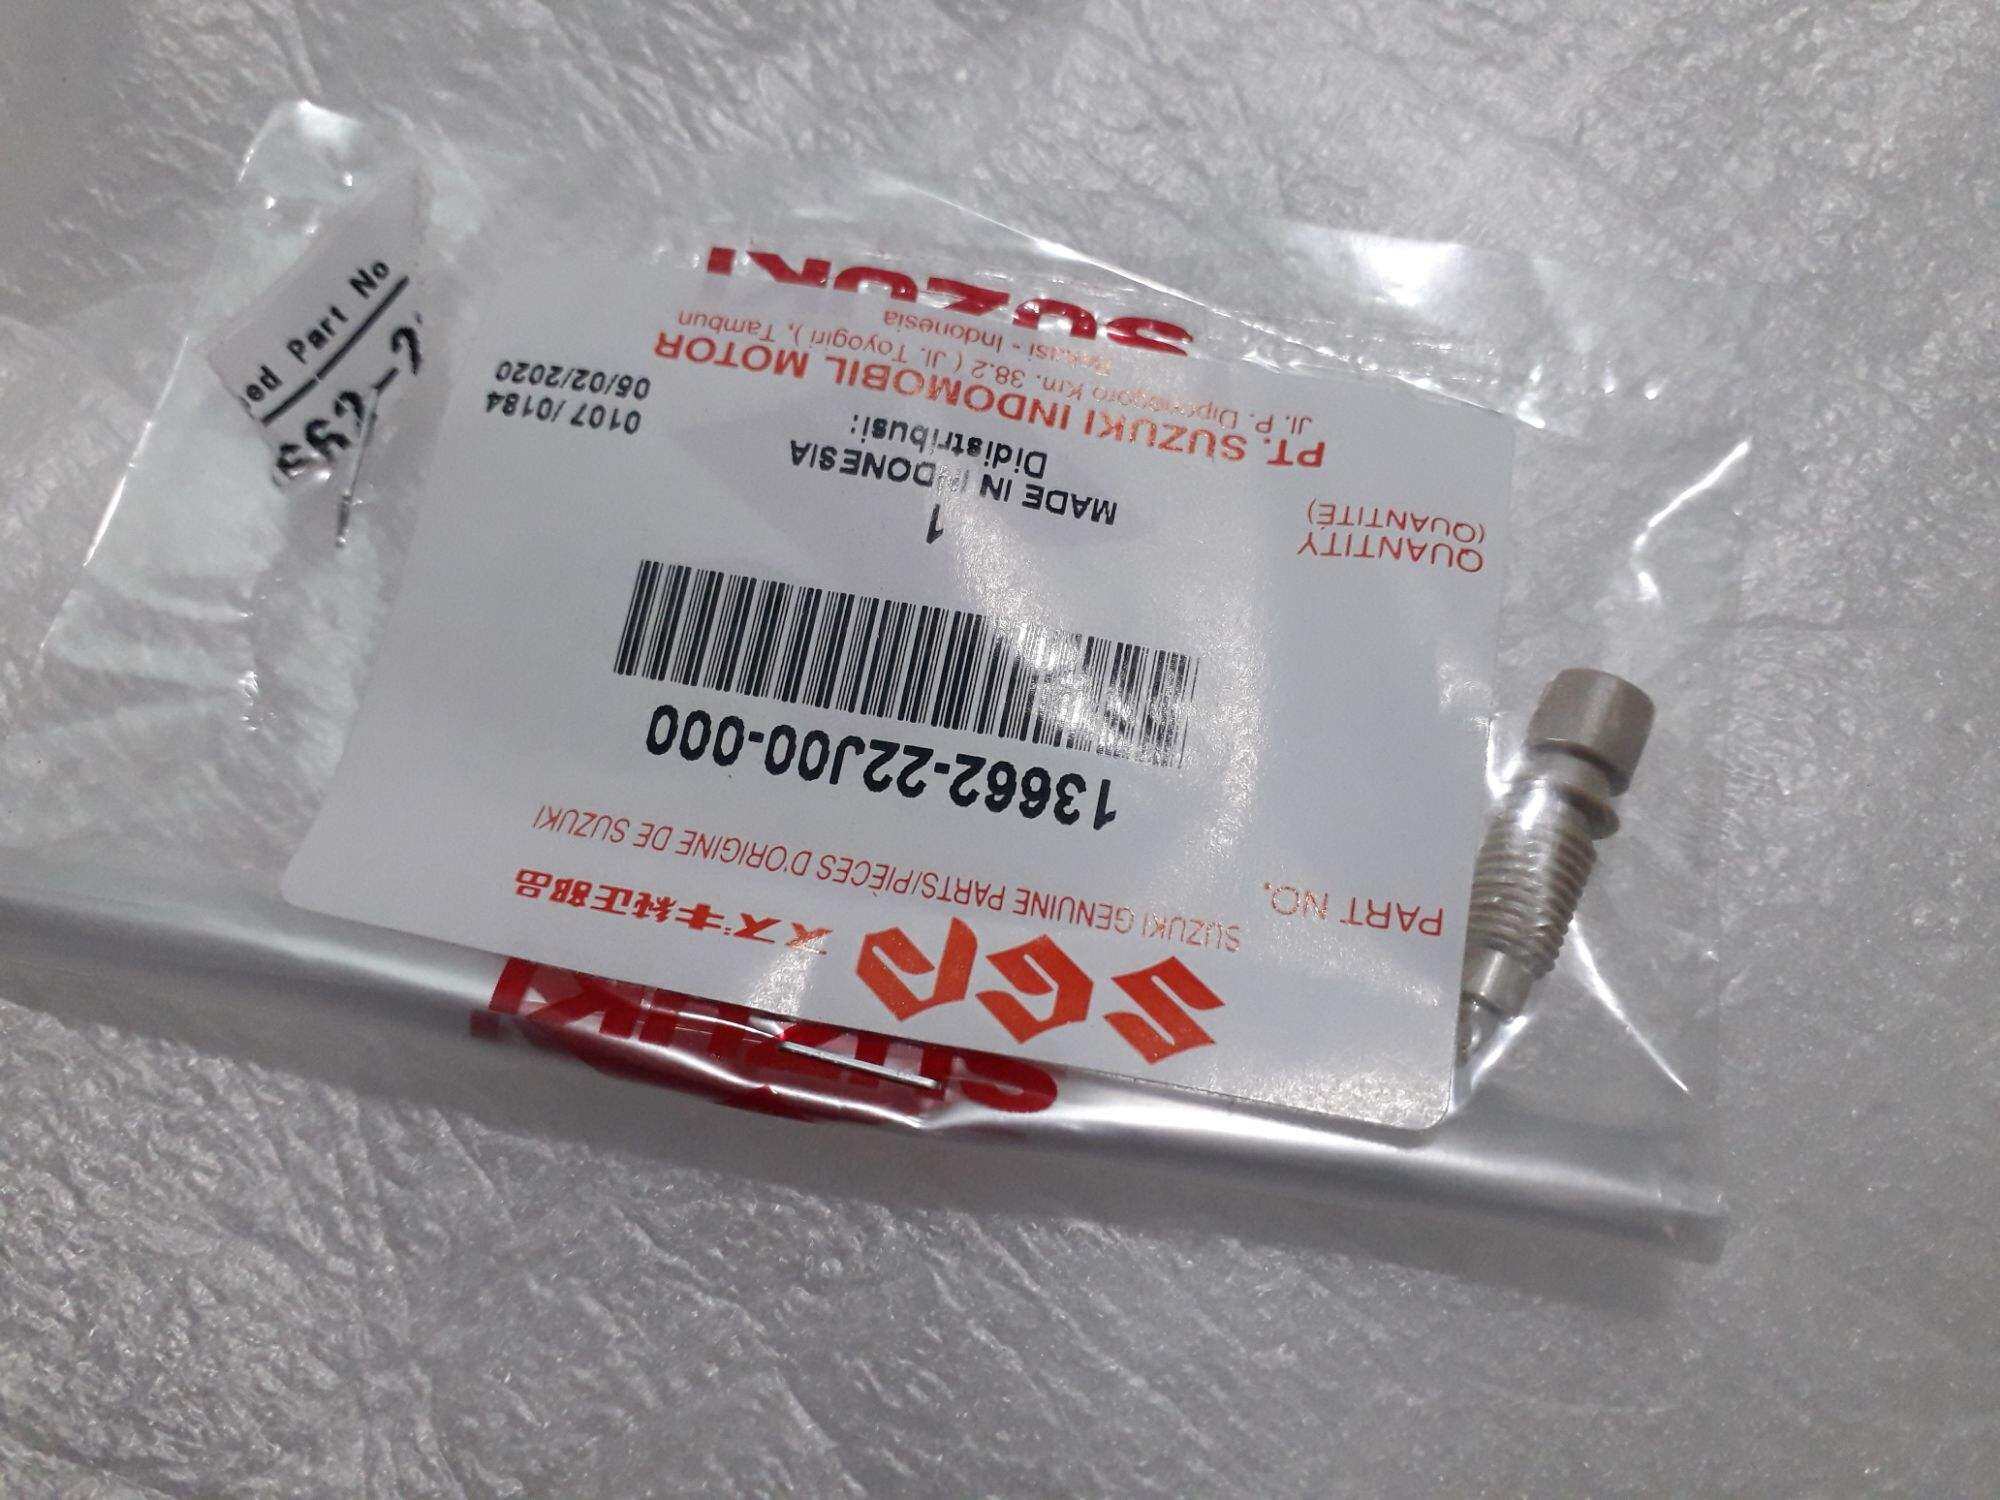 SGP スズキ純正部品
SUZUKI GENUINE PARTS/PIÈCES D'ORIGINE DE SUZUKI
PART NO.
13662-22J00-000
QUANTITY
(QUANTITÉ)
1
MADE IN INDONESIA
Didistribusi:
0107/0184
06/02/2020
PT. SUZUKI INDOMOBIL MOTOR
Jl. P. Diponegoro Km. 38.2 ( Jl. Toyogiri ), Tambun
Bekasi - Indonesia
SUZUKI
SUZUKI
ed Part No